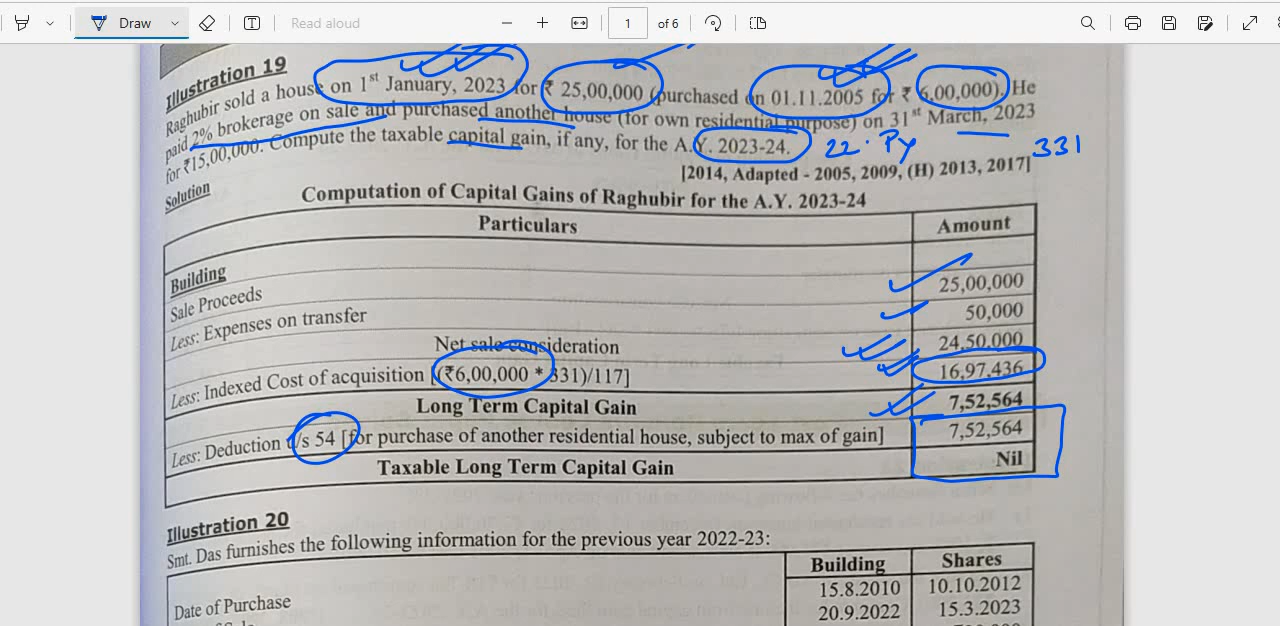 Draw
Read aloud
1
of 6
Illustration 19
Raghubir sold a house on 1st January, 2023 for ₹ 25,00,000 (purchased on 01.11.2005 for ₹ 6,00,000). He
paid 2% brokerage on sale and purchased another house (for own residential purpose) on 31st March, 2023
for ₹15,00,000. Compute the taxable capital gain, if any, for the A.Y. 2023-24. 22. Py 331
[2014, Adapted - 2005, 2009, (H) 2013, 2017]
Solution
Computation of Capital Gains of Raghubir for the A.Y. 2023-24
Particulars Amount
Building
Sale Proceeds 25,00,000
Less: Expenses on transfer 50,000
Net sale consideration 24,50,000
Less: Indexed Cost of acquisition [(₹6,00,000 * 331)/117] 16,97,436
Long Term Capital Gain 7,52,564
Less: Deduction u/s 54 [for purchase of another residential house, subject to max of gain] 7,52,564
Taxable Long Term Capital Gain Nil
Illustration 20
Smt. Das furnishes the following information for the previous year 2022-23:
Building Shares
Date of Purchase 15.8.2010 10.10.2012
20.9.2022 15.3.2023